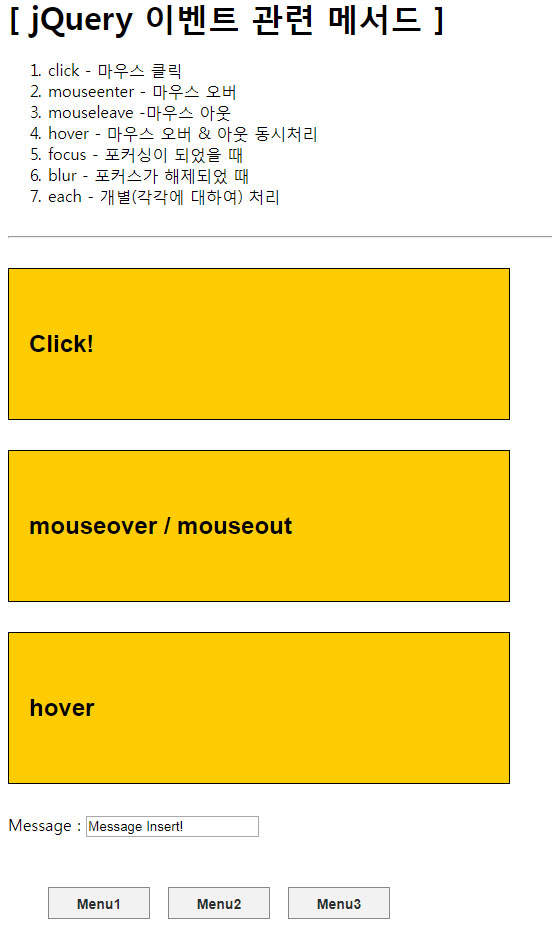 [ jQuery 이벤트 관련 메서드 ]
1. click - 마우스 클릭
2. mouseenter - 마우스 오버
3. mouseleave -마우스 아웃
4. hover - 마우스 오버 & 아웃 동시처리
5. focus - 포커싱이 되었을 때
6. blur - 포커스가 해제되었 때
7. each - 개별(각각에 대하여) 처리
Click!
mouseover / mouseout
hover
Message : Message Insert!
Menu1 Menu2 Menu3